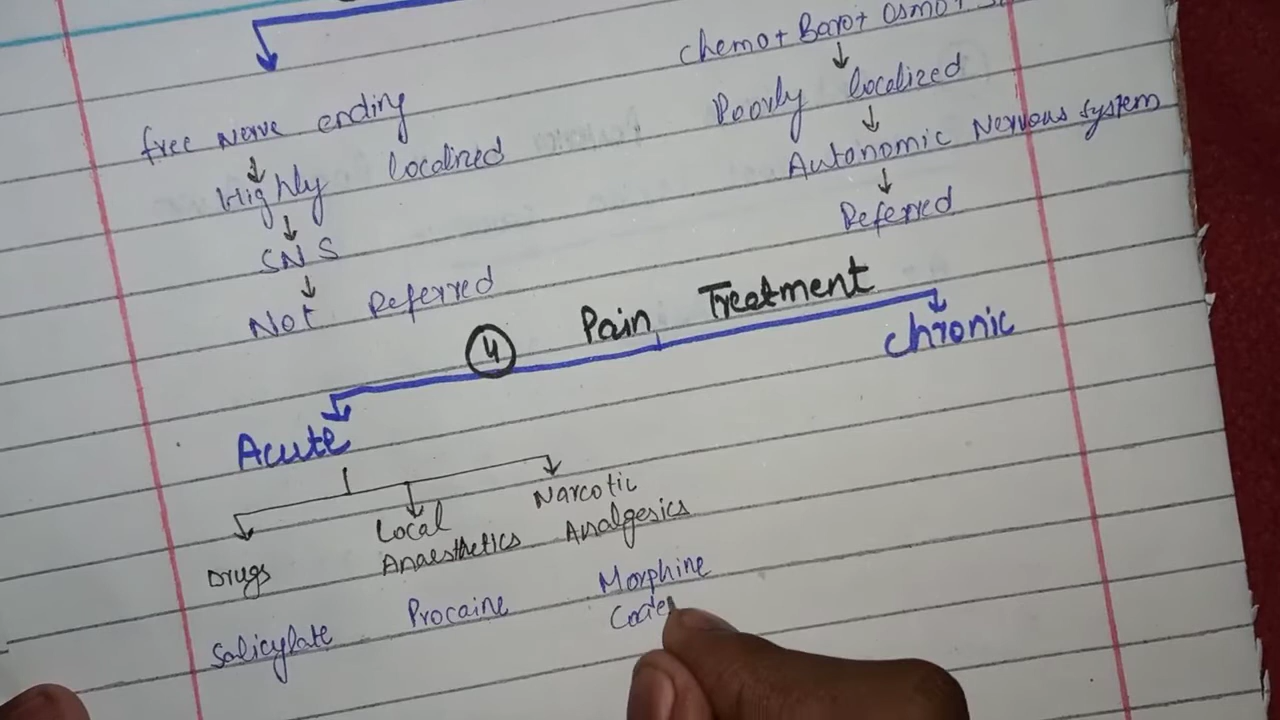 free Nerve ending
↓
Highly localized
↓
SNS
↓
Not Referred
Chemo + Baro + Osmo +
↓
Poorly localized
↓
Autonomic Nervous system
↓
Referred
④ Pain Treatment
Acute
Chronic
Drugs
Salicylate
Local
Anaesthetics
Procaine
Narcotic
Analgesics
Morphine
Code